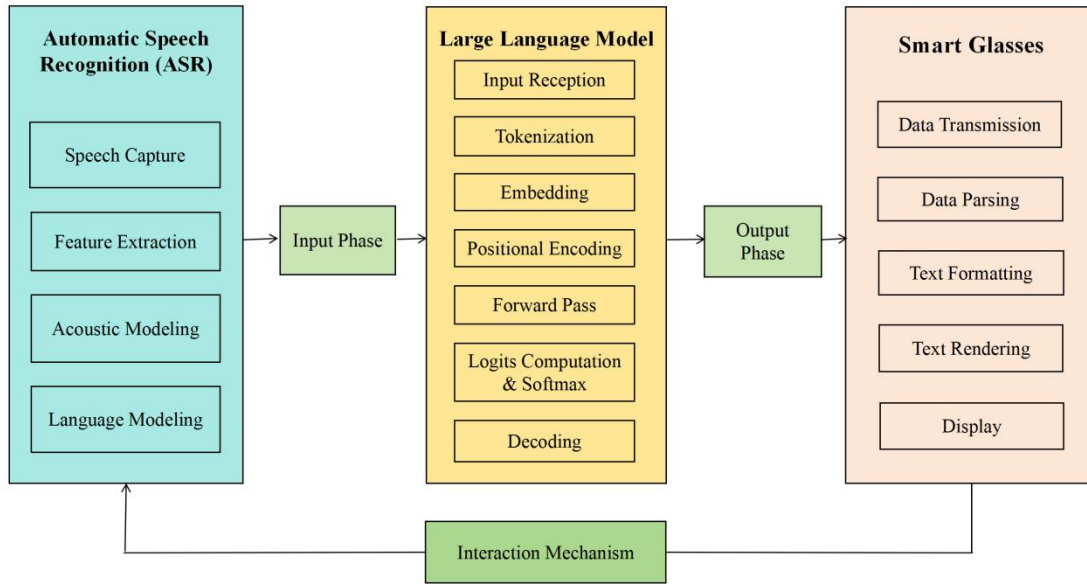 Automatic Speech
Recognition (ASR)
Speech Capture
Feature Extraction
Acoustic Modeling
Language Modeling
Input Phase
Large Language Model
Input Reception
Tokenization
Embedding
Positional Encoding
Forward Pass
Logits Computation
& Softmax
Decoding
Output
Phase
Smart Glasses
Data Transmission
Data Parsing
Text Formatting
Text Rendering
Display
Interaction Mechanism